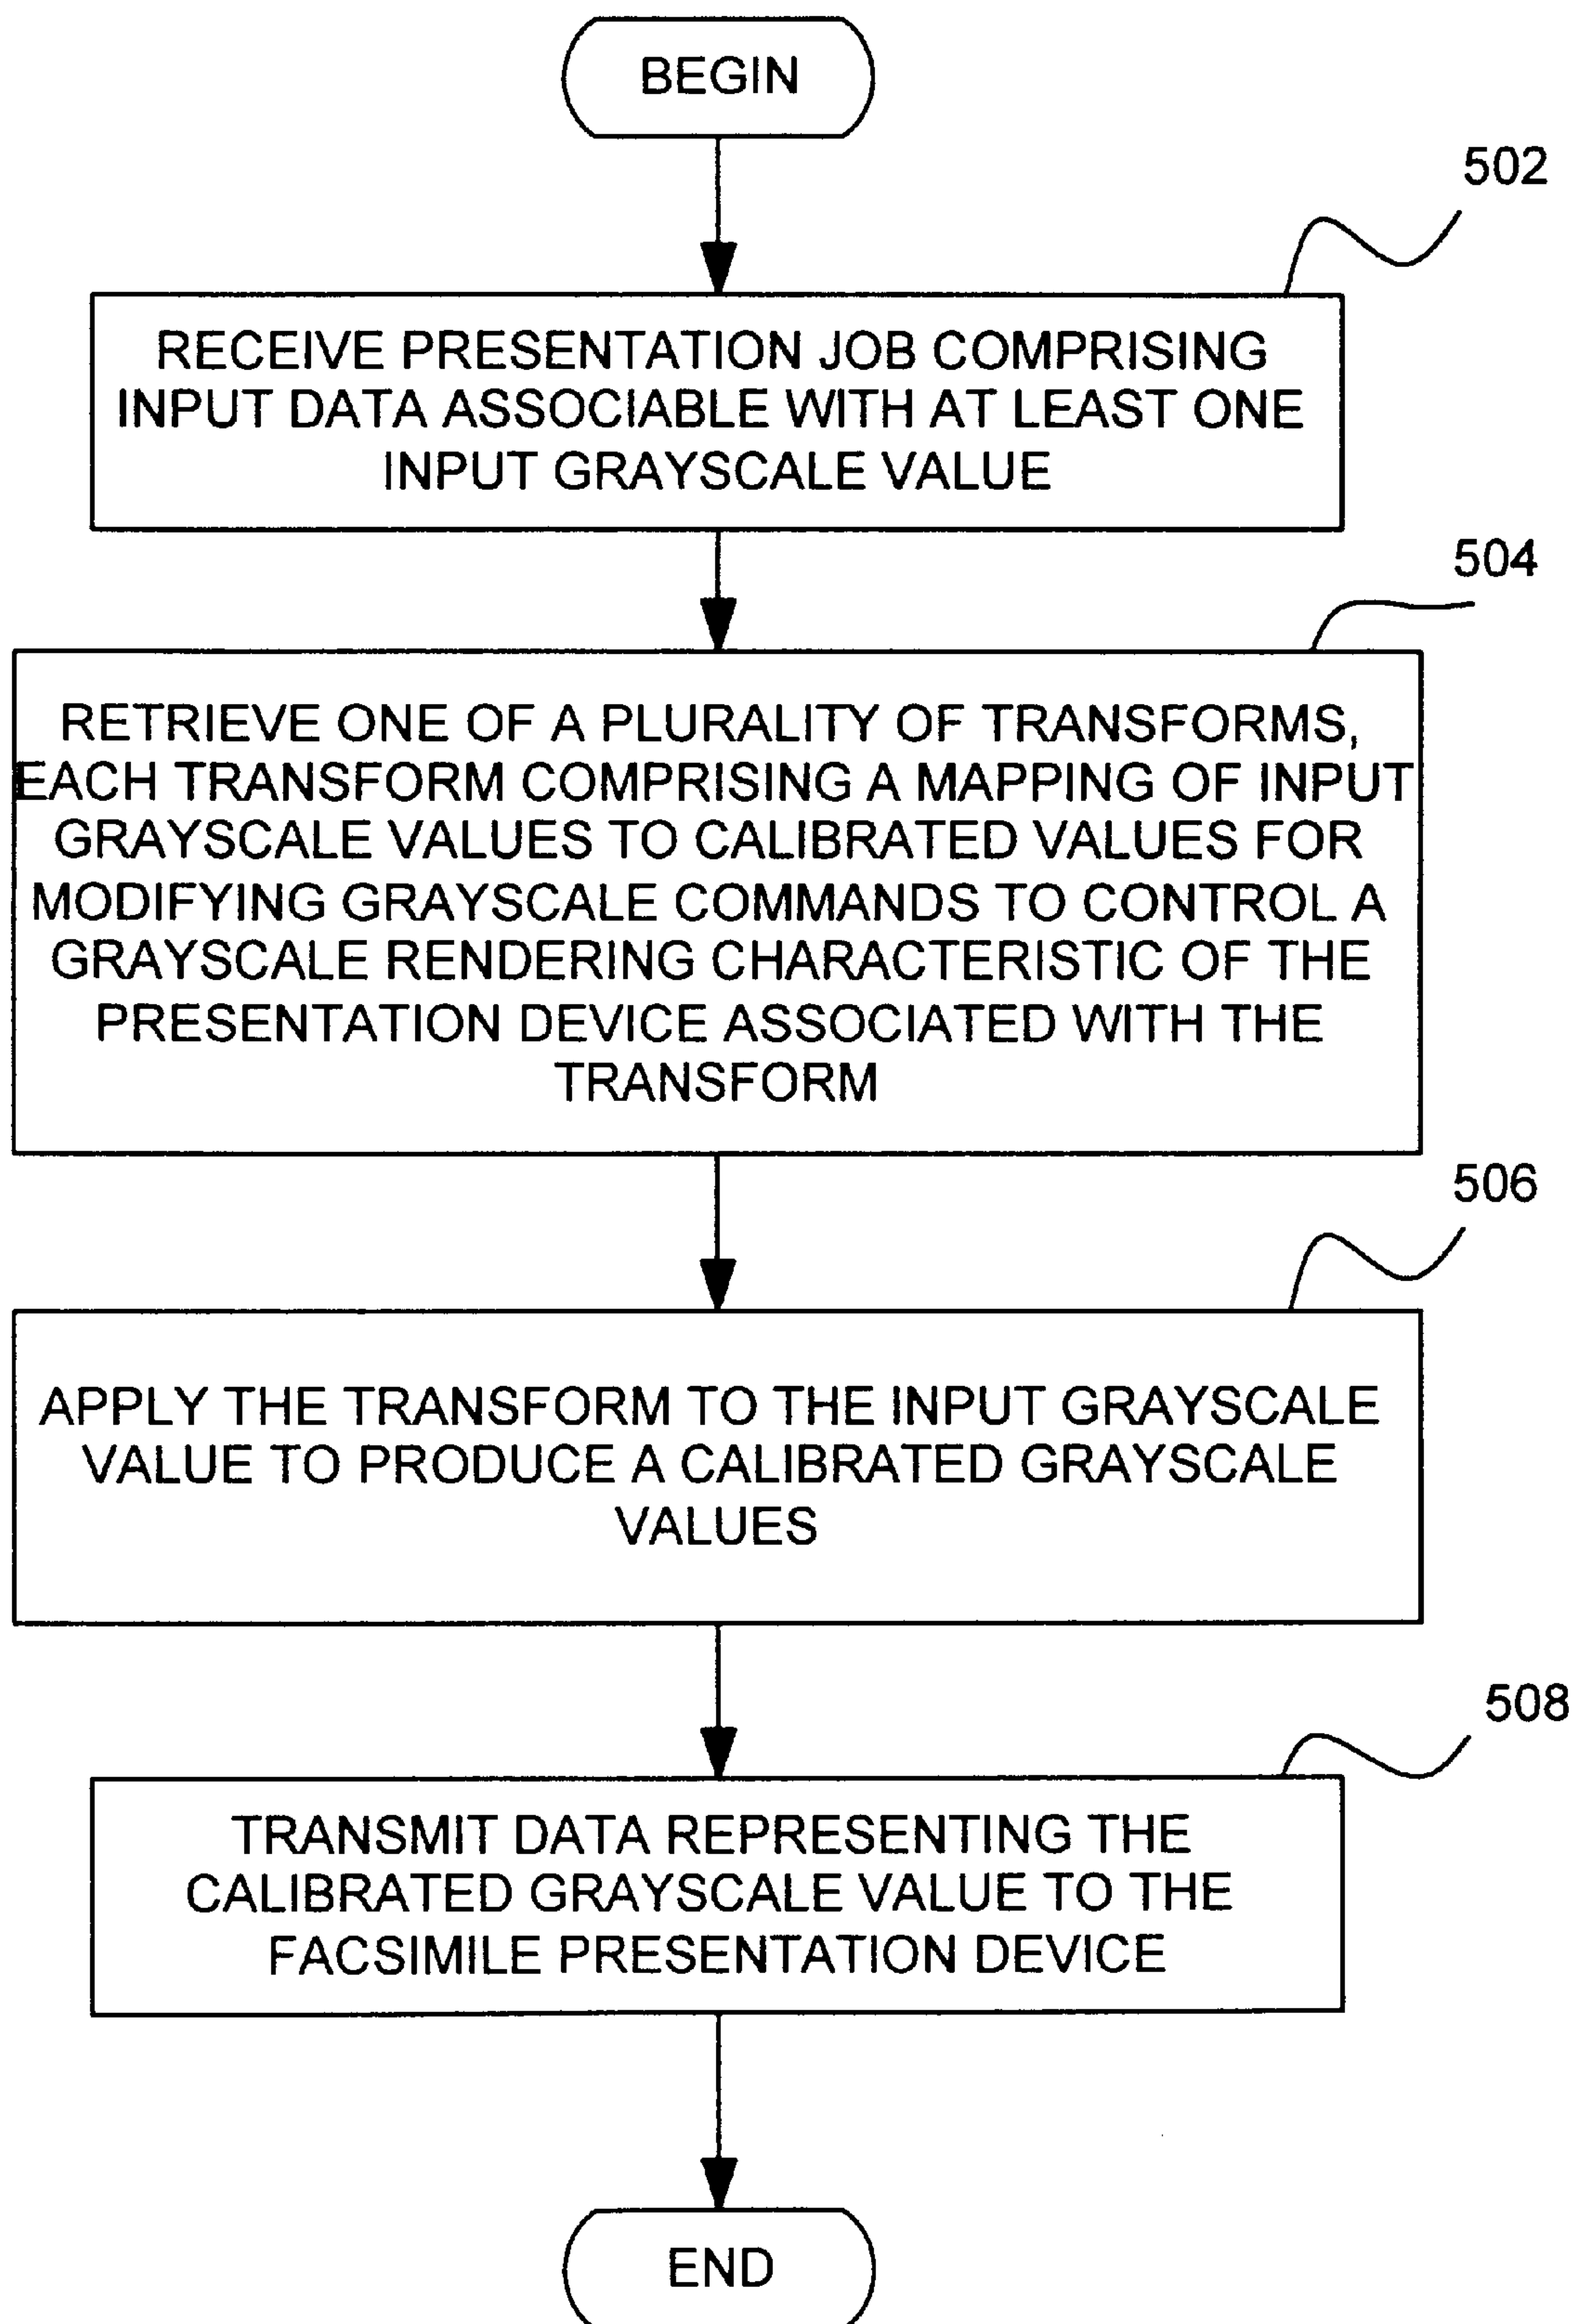 BEGIN
502
RECEIVE PRESENTATION JOB COMPRISING
INPUT DATA ASSOCIABLE WITH AT LEAST ONE
INPUT GRAYSCALE VALUE
504
RETRIEVE ONE OF A PLURALITY OF TRANSFORMS,
EACH TRANSFORM COMPRISING A MAPPING OF INPUT
GRAYSCALE VALUES TO CALIBRATED VALUES FOR
MODIFYING GRAYSCALE COMMANDS TO CONTROL A
GRAYSCALE RENDERING CHARACTERISTIC OF THE
PRESENTATION DEVICE ASSOCIATED WITH THE
TRANSFORM
506
APPLY THE TRANSFORM TO THE INPUT GRAYSCALE
VALUE TO PRODUCE A CALIBRATED GRAYSCALE
VALUES
508
TRANSMIT DATA REPRESENTING THE
CALIBRATED GRAYSCALE VALUE TO THE
FACSIMILE PRESENTATION DEVICE
END